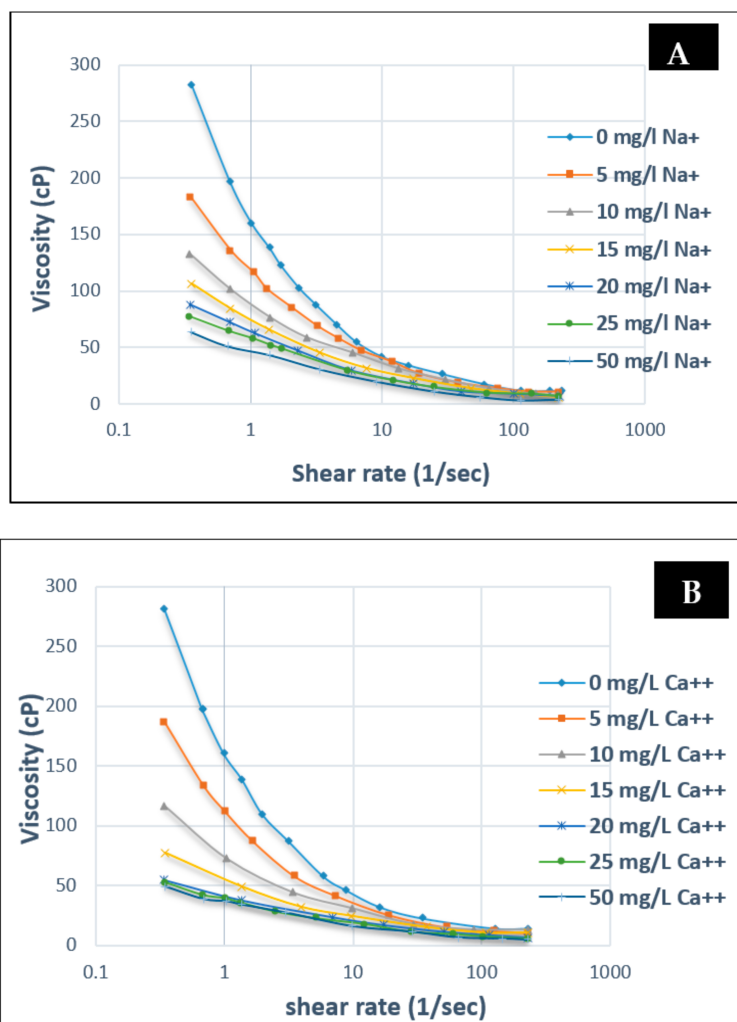 A
300
250
200
150
100
50
0
Viscosity (cP)
0 mg/l Na+
5 mg/l Na+
10 mg/l Na+
15 mg/l Na+
20 mg/l Na+
25 mg/l Na+
50 mg/l Na+
0.1 1 10 100 1000
Shear rate (1/sec)
B
300
250
200
150
100
50
0
Viscosity (cP)
0 mg/L Ca++
5 mg/L Ca++
10 mg/L Ca++
15 mg/L Ca++
20 mg/L Ca++
25 mg/L Ca++
50 mg/L Ca++
0.1 1 10 100 1000
shear rate (1/sec)